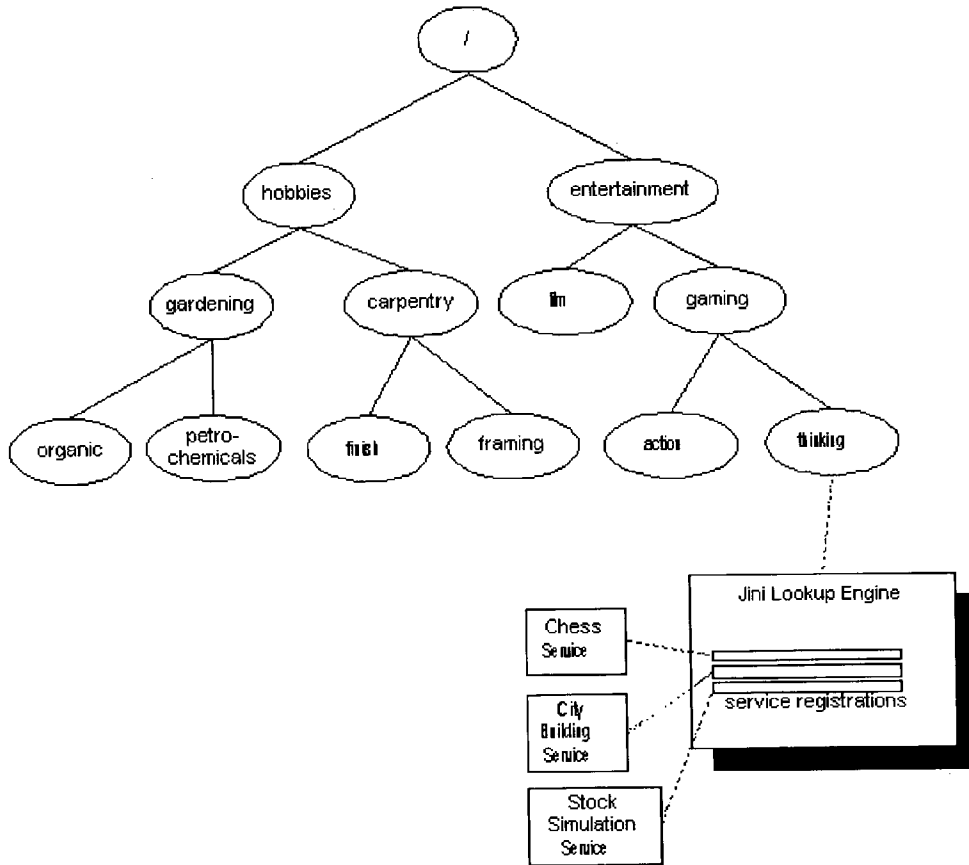 /
hobbies
entertainment
gardening
carpentry
film
gaming
organic
petro-
chemicals
finish
framing
action
thinking
Jini Lookup Engine
Chess
Service
service registrations
City
Building
Service
Stock
Simulation
Service